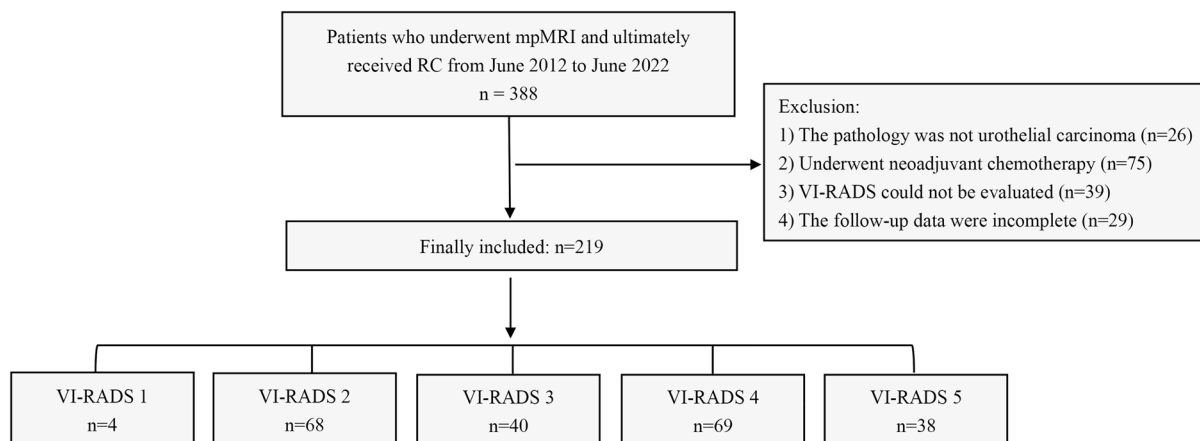 Patients who underwent mpMRI and ultimately
received RC from June 2012 to June 2022
n = 388
Exclusion:
1) The pathology was not urothelial carcinoma (n=26)
2) Underwent neoadjuvant chemotherapy (n=75)
3) VI-RADS could not be evaluated (n=39)
4) The follow-up data were incomplete (n=29)
Finally included: n=219
VI-RADS 1
n=4
VI-RADS 2
n=68
VI-RADS 3
n=40
VI-RADS 4
n=69
VI-RADS 5
n=38